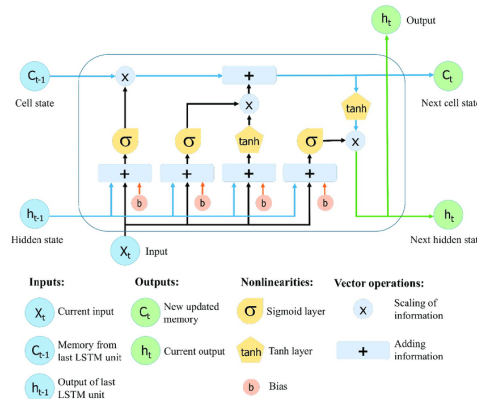 ht Output
Ct-1 x + Ct
Cell state Next cell state
tanh
x
σ σ tanh σ x
+ + + +
b b b b
ht-1 ht
Hidden state Next hidden state
Xt Input
Inputs: Outputs: Nonlinearities: Vector operations:
Xt Current input
Ct New updated
memory
σ Sigmoid layer
x Scaling of
information
Ct-1 Memory from
last LSTM unit
ht Current output
tanh Tanh layer
+ Adding
information
ht-1 Output of last
LSTM unit
b Bias